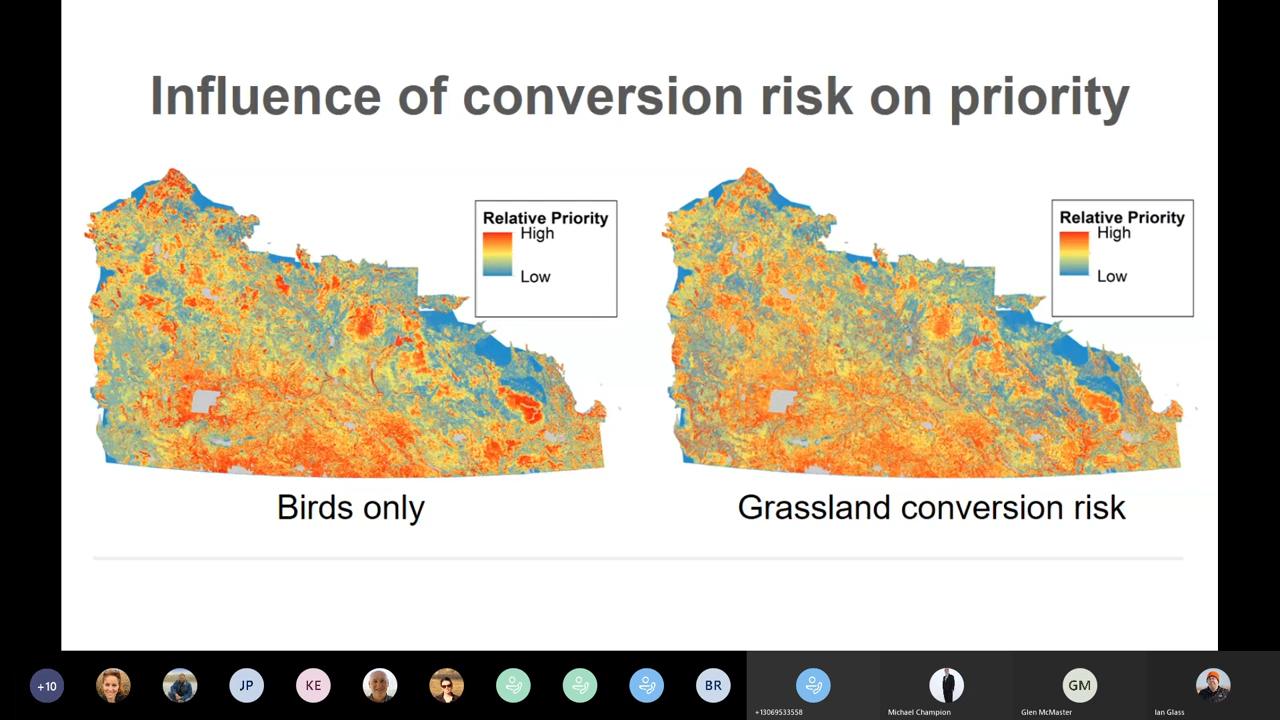 Influence of conversion risk on priority
Relative Priority
High
Low
Relative Priority
High
Low
Birds only
Grassland conversion risk
+10
JP
KE
BR
+13069533558
Michael Champion
GM
Glen McMaster
Ian Glass